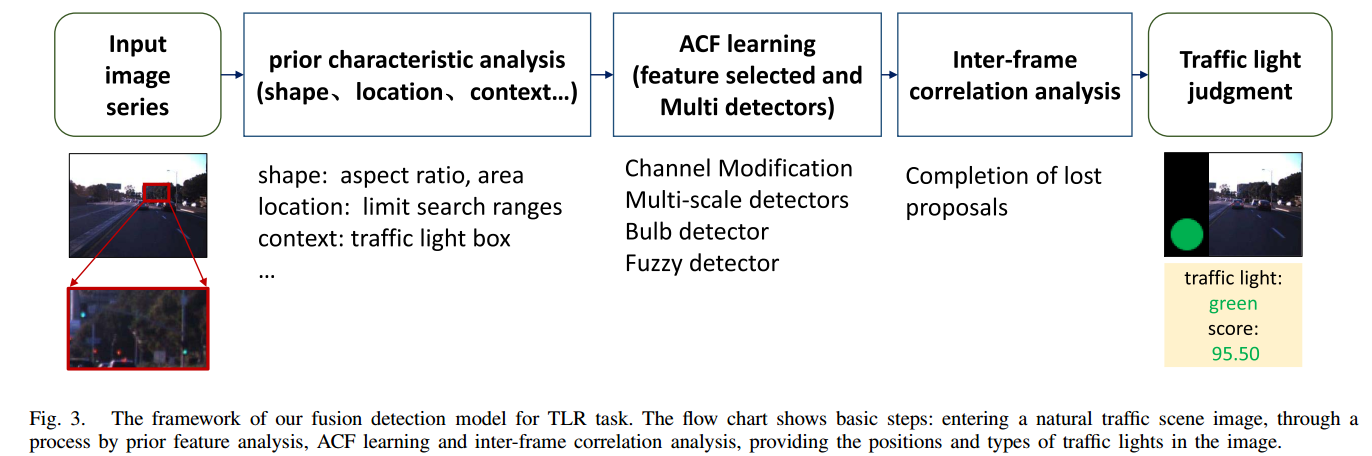 Input
image
series
prior characteristic analysis
(shape、location、context...)
ACF learning
(feature selected and
Multi detectors)
Inter-frame
correlation analysis
Traffic light
judgment
shape: aspect ratio, area
location: limit search ranges
context: traffic light box
...
Channel Modification
Multi-scale detectors
Bulb detector
Fuzzy detector
Completion of lost
proposals
traffic light:
green
score:
95.50
Fig. 3. The framework of our fusion detection model for TLR task. The flow chart shows basic steps: entering a natural traffic scene image, through a
process by prior feature analysis, ACF learning and inter-frame correlation analysis, providing the positions and types of traffic lights in the image.